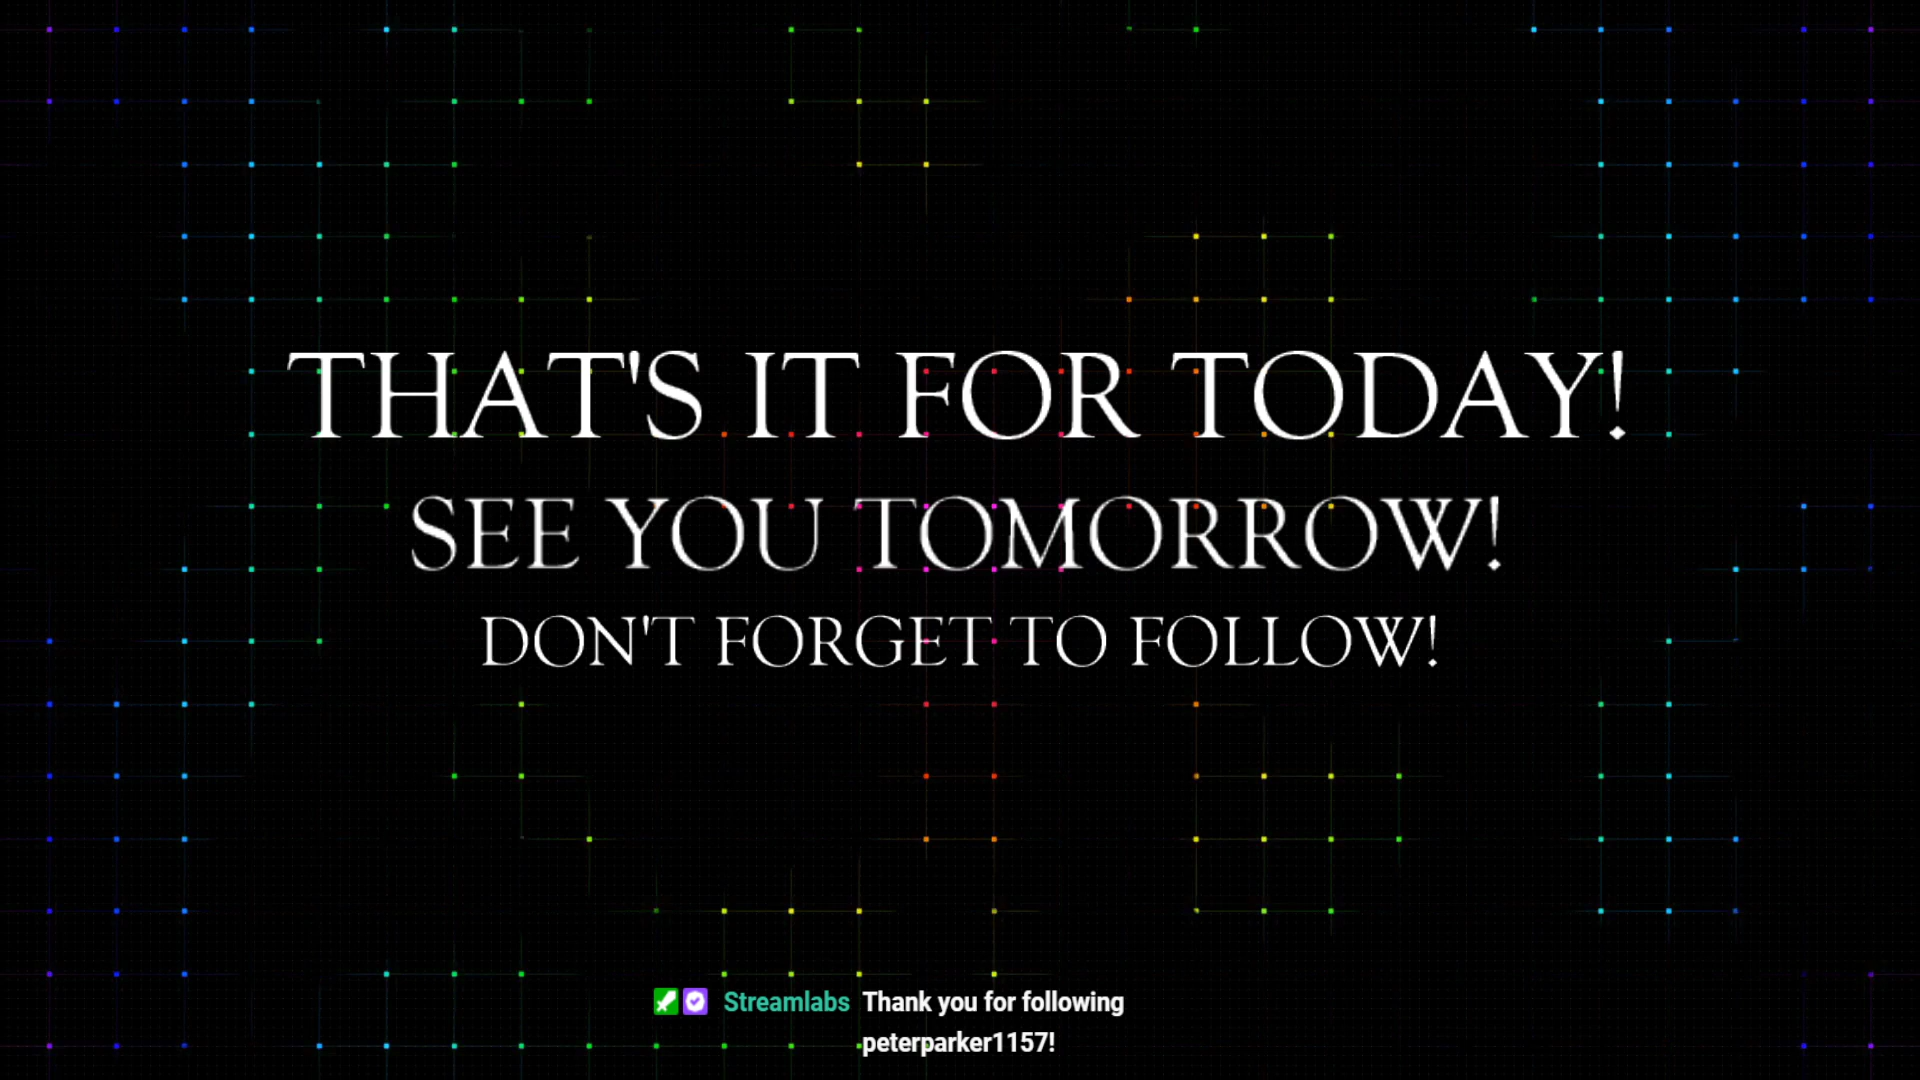 THAT'S IT FOR TODAY!
SEE YOU TOMORROW!
DON'T FORGET TO FOLLOW!
Streamlabs Thank you for following
peterparker1157!